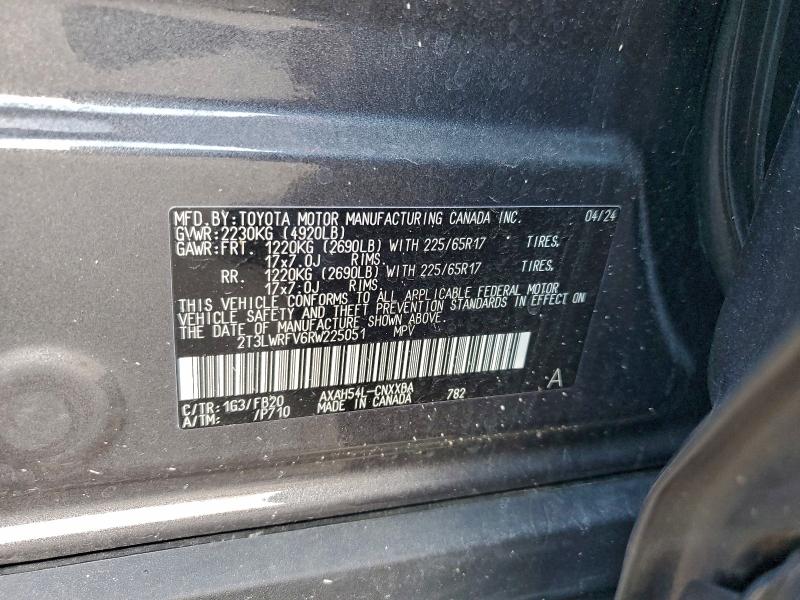 MFD.BY:TOYOTA MOTOR MANUFACTURING CANADA INC. 04/24
GVWR:2230KG (4920LB)
GAWR:FRT. 1220KG (2690LB) WITH 225/65R17 TIRES,
17x7.0J RIMS.
RR. 1220KG (2690LB) WITH 225/65R17 TIRES,
17x7.0J RIMS.
THIS VEHICLE CONFORMS TO ALL APPLICABLE FEDERAL MOTOR
VEHICLE SAFETY AND THEFT PREVENTION STANDARDS IN EFFECT ON
THE DATE OF MANUFACTURE SHOWN ABOVE.
2T3LWRFV6RW225051 MPV
C/TR: 1G3/FB20 AXAH54L-CNXXBA 782 A
A/TM: /P710 MADE IN CANADA